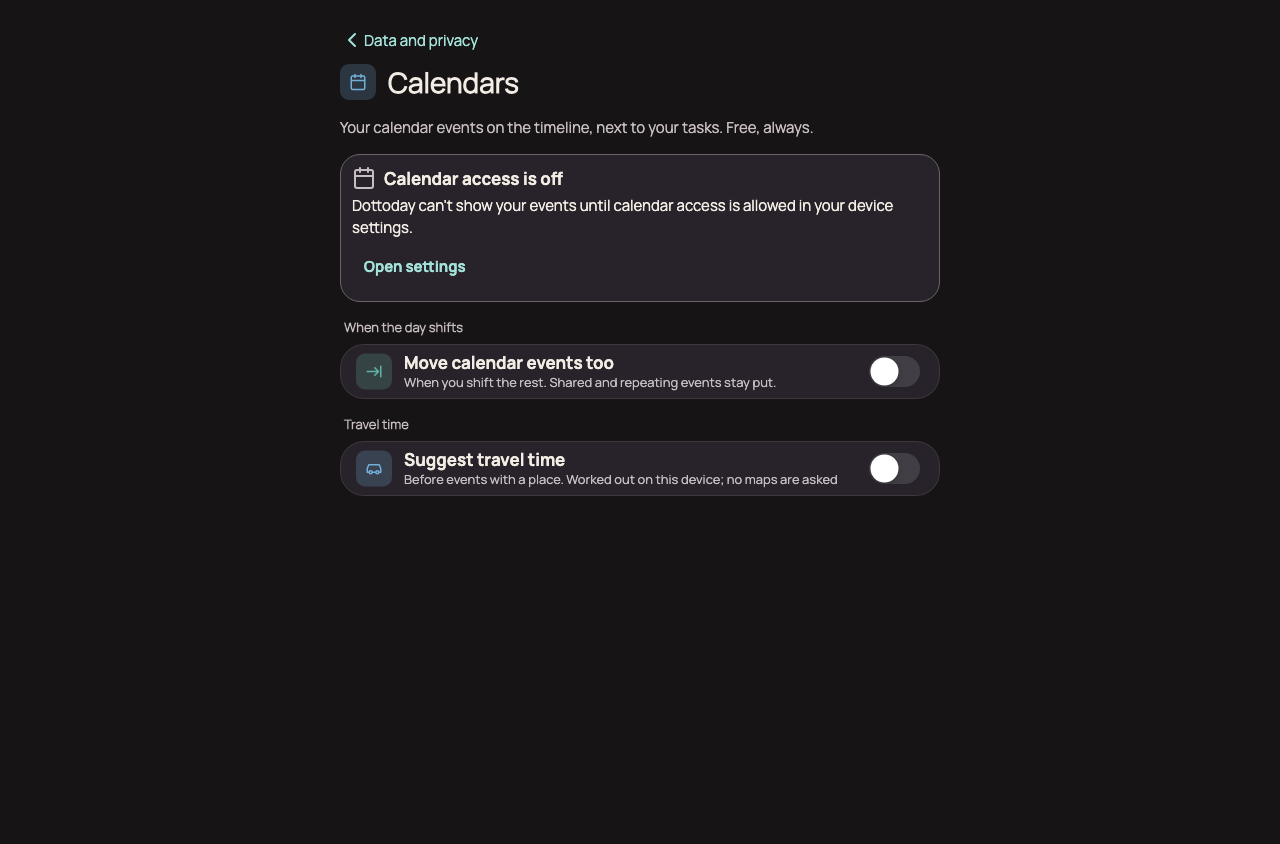 Data and privacy
Calendars
Your calendar events on the timeline, next to your tasks. Free, always.
Calendar access is off
Dottoday can't show your events until calendar access is allowed in your device
settings.
Open settings
When the day shifts
Move calendar events too
When you shift the rest. Shared and repeating events stay put.
Travel time
Suggest travel time
Before events with a place. Worked out on this device; no maps are asked